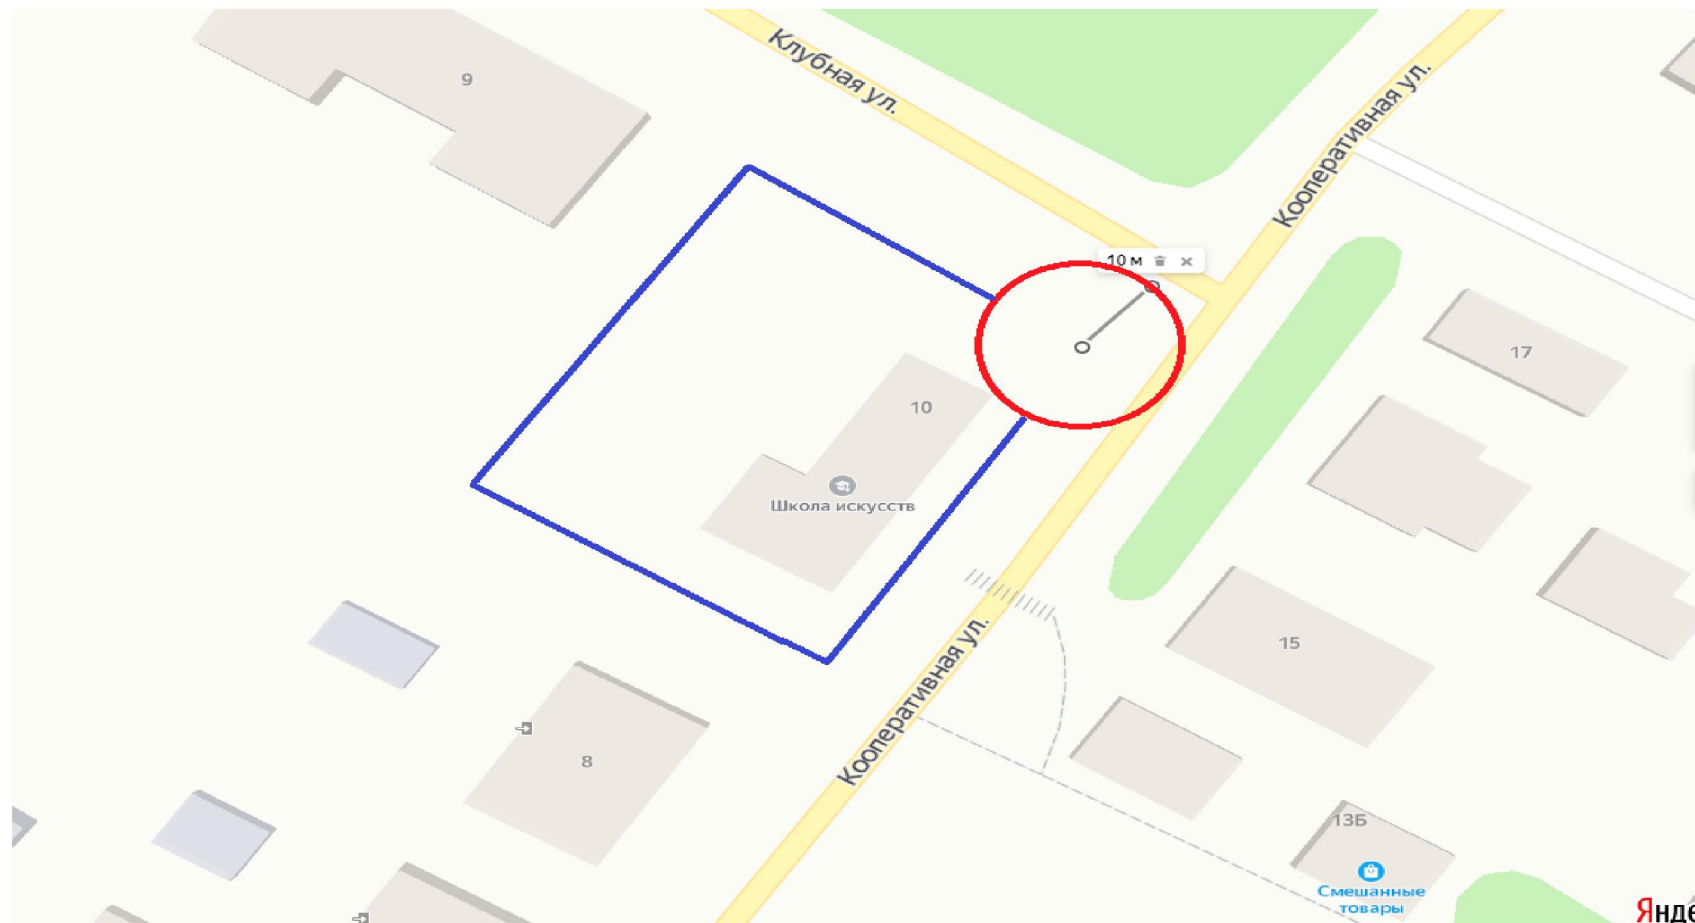 Клубная ул.
9
Кооперативная ул.
10 м
17
10
Школа искусств
15
Кооперативная ул.
8
13Б
Смешанные
товары
Янде